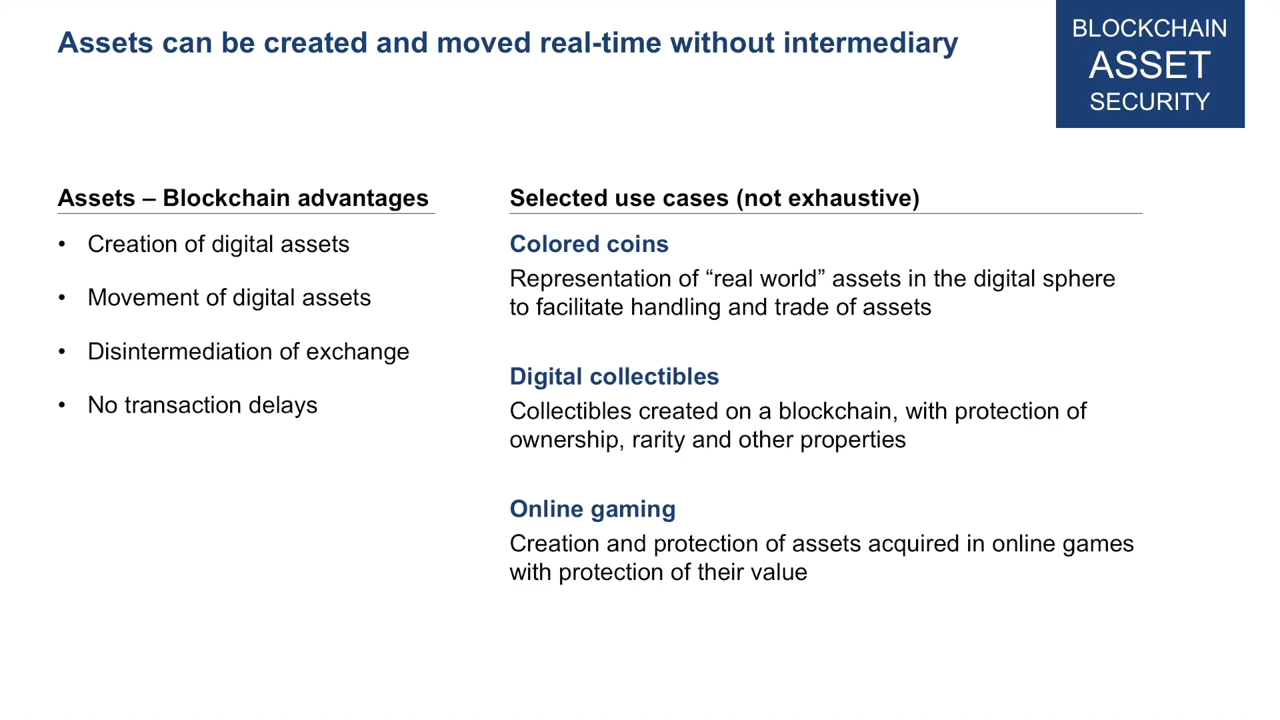 Assets can be created and moved real-time without intermediary
BLOCKCHAIN
ASSET
SECURITY
Assets – Blockchain advantages
• Creation of digital assets
• Movement of digital assets
• Disintermediation of exchange
• No transaction delays
Selected use cases (not exhaustive)
Colored coins
Representation of “real world” assets in the digital sphere
to facilitate handling and trade of assets
Digital collectibles
Collectibles created on a blockchain, with protection of
ownership, rarity and other properties
Online gaming
Creation and protection of assets acquired in online games
with protection of their value